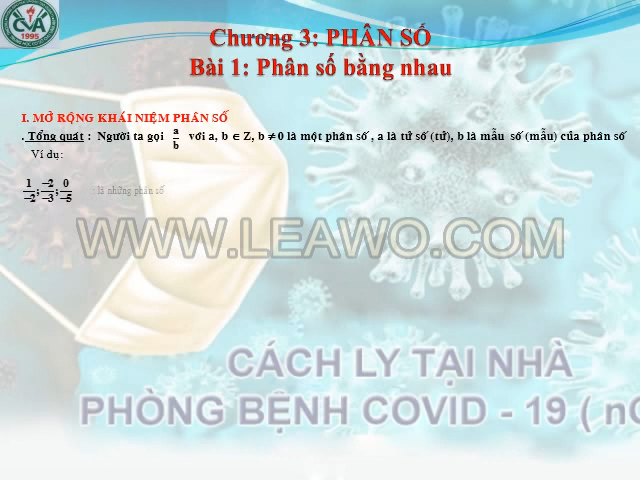 CVA
1995
Chương 3: PHÂN SỐ
Bài 1: Phân số bằng nhau
I. MỞ RỘNG KHÁI NIỆM PHÂN SỐ
. Tổng quát : Người ta gọi a/b với a, b ∈ Z, b ≠ 0 là một phân số , a là tử số (tử), b là mẫu số (mẫu) của phân số
Ví dụ:
1/-2; -2/-3; 0/-5 là những phân số
WWW.LEAWO.COM
CÁCH LY TẠI NHÀ
PHÒNG BỆNH COVID - 19 ( nC